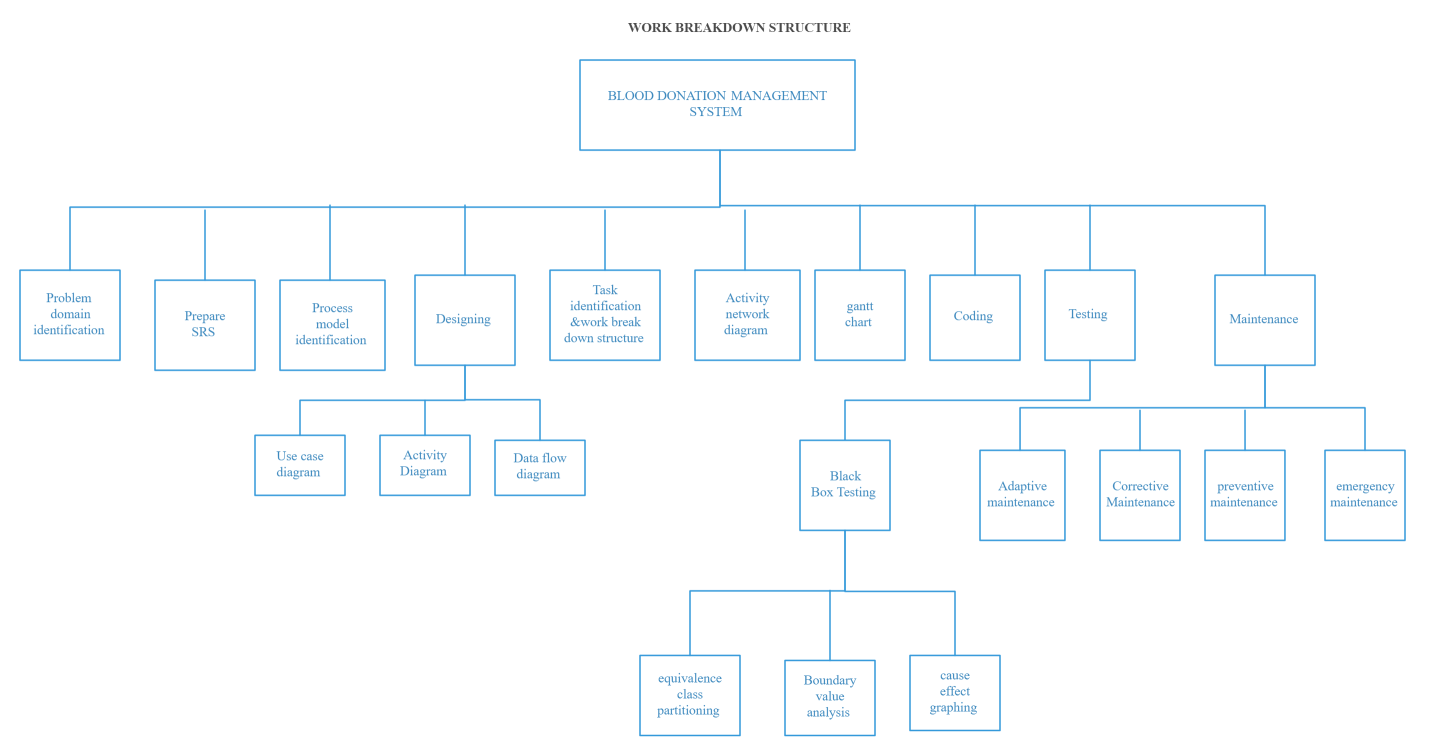 WORK BREAKDOWN STRUCTURE
BLOOD DONATION MANAGEMENT
SYSTEM
Problem
domain
identification
Prepare
SRS
Process
model
identification
Designing
Task
identification
&work break
down structure
Activity
network
diagram
gantt
chart
Coding
Testing
Maintenance
Use case
diagram
Activity
Diagram
Data flow
diagram
Black
Box Testing
Adaptive
maintenance
Corrective
Maintenance
preventive
maintenance
emergency
maintenance
equivalence
class
partitioning
Boundary
value
analysis
cause
effect
graphing